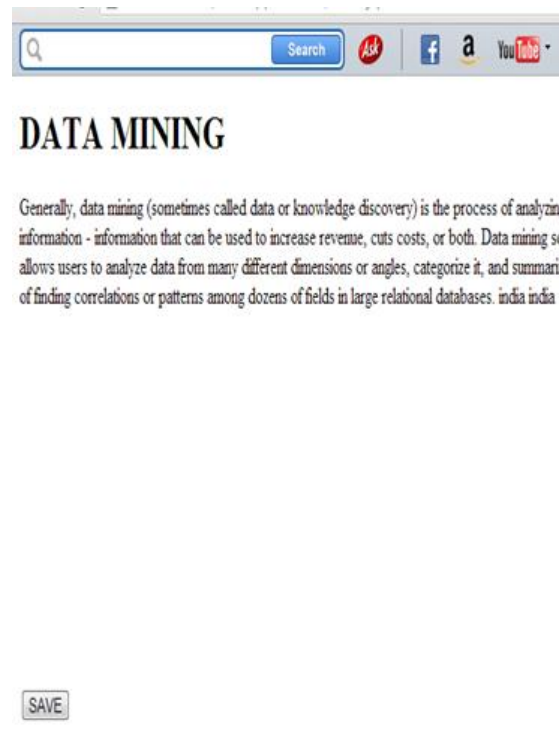 Search Ask f a YouTube
DATA MINING
Generally, data mining (sometimes called data or knowledge discovery) is the process of analyzin
information - information that can be used to increase revenue, cuts costs, or both. Data mining so
allows users to analyze data from many different dimensions or angles, categorize it, and summari
of finding correlations or patterns among dozens of fields in large relational databases. india india
SAVE